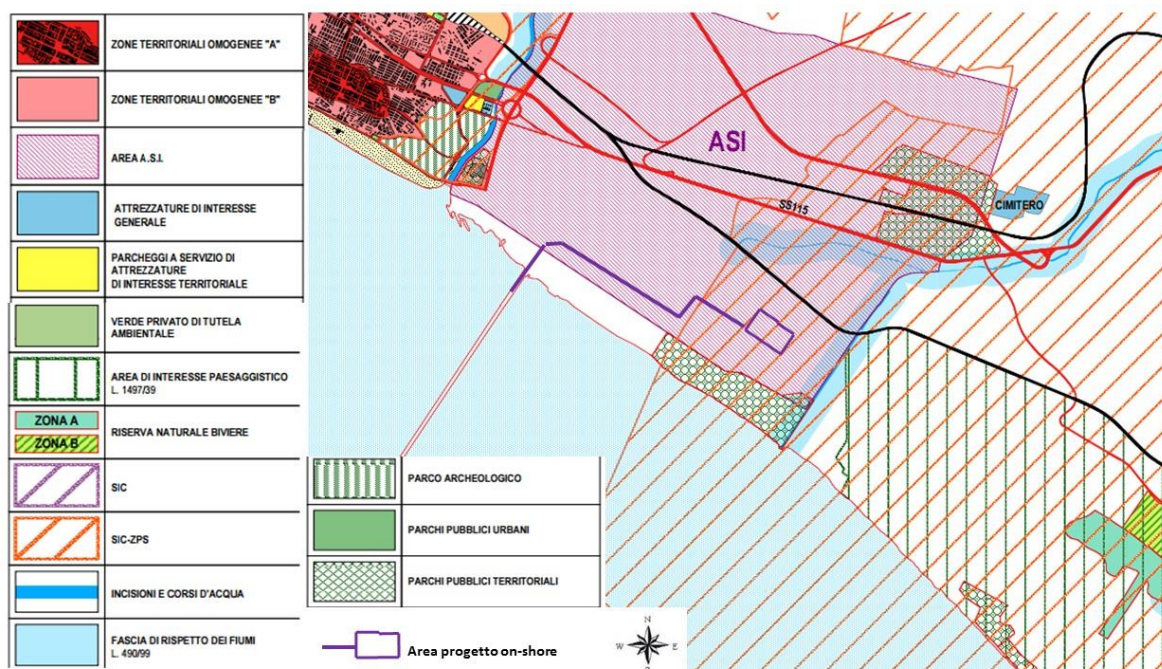 ZONE TERRITORIALI OMOGENEE "A"
ZONE TERRITORIALI OMOGENEE "B"
AREA A.S.I.
ATTREZZATURE DI INTERESSE
GENERALE
PARCHEGGI A SERVIZIO DI
ATTREZZATURE
DI INTERESSE TERRITORIALE
VERDE PRIVATO DI TUTELA
AMBIENTALE
AREA DI INTERESSE PAESAGGISTICO
L. 1497/39
ZONA A
ZONA B
RISERVA NATURALE BIVIERE
SIC
SIC-ZPS
INCISIONI E CORSI D'ACQUA
FASCIA DI RISPETTO DEI FIUMI
L. 490/99
PARCO ARCHEOLOGICO
PARCHI PUBBLICI URBANI
PARCHI PUBBLICI TERRITORIALI
Area progetto on-shore
N
W E
ASI
SS115
CIMITERO